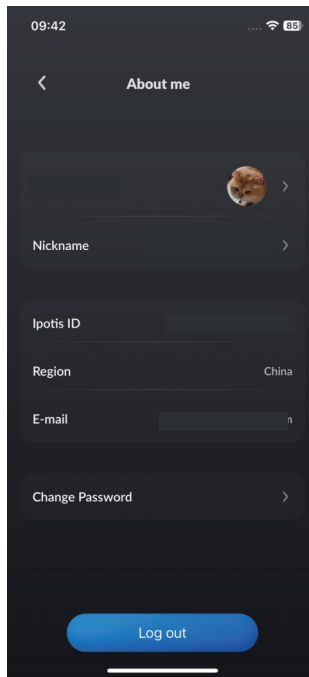 09:42
85
About me
Nickname
Ipotis ID
Region China
E-mail
Change Password
Log out